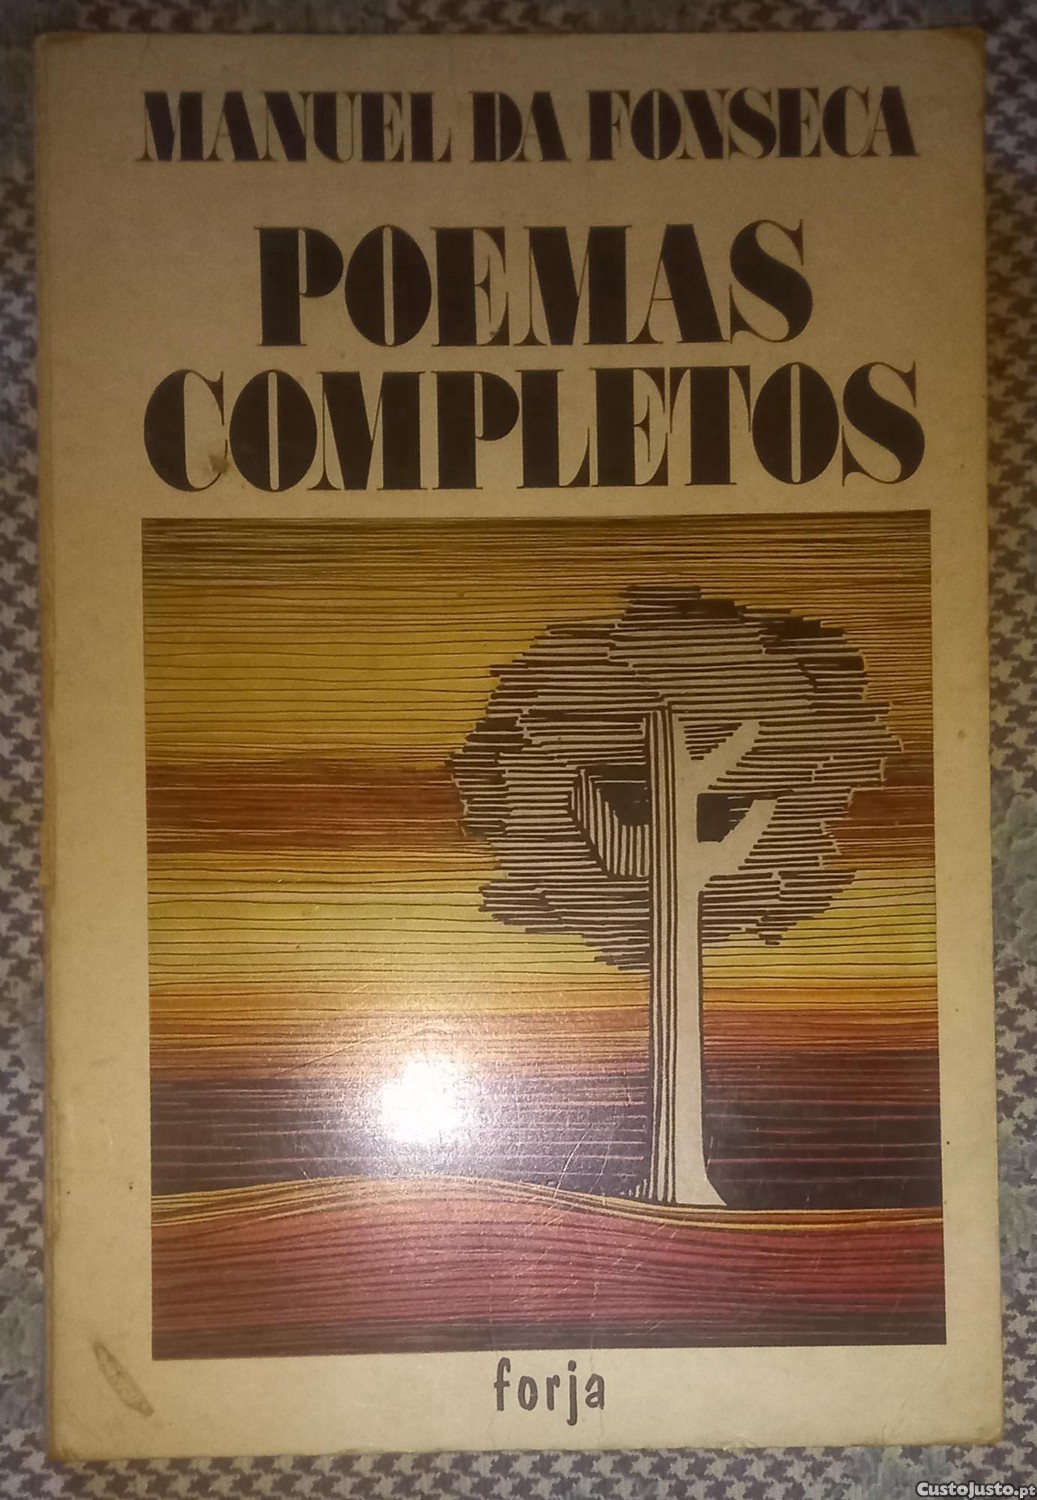 MANUEL DA FONSECA
POEMAS
COMPLETOS
forja
CustoJusto.pt